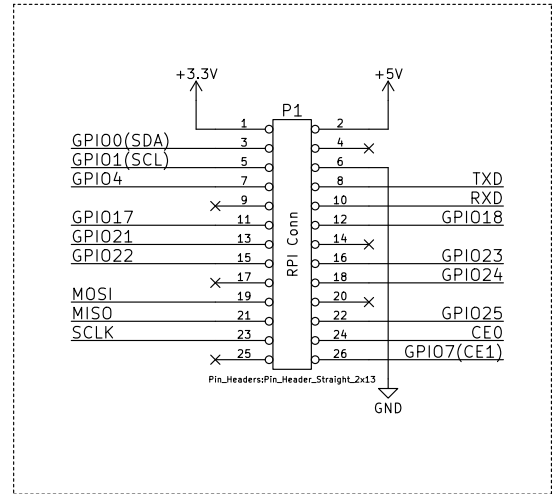 +3.3V +5V
P1
1 2
GPIO0(SDA) 3 4
GPIO1(SCL) 5 6
GPIO4 7 8 TXD
9 10 RXD
GPIO17 11 12 GPIO18
GPIO21 13 14
GPIO22 15 16 GPIO23
17 18 GPIO24
MOSI 19 20
MISO 21 22 GPIO25
SCLK 23 24 CE0
25 26 GPIO7(CE1)
RPI Conn
Pin_Headers:Pin_Header_Straight_2x13
GND